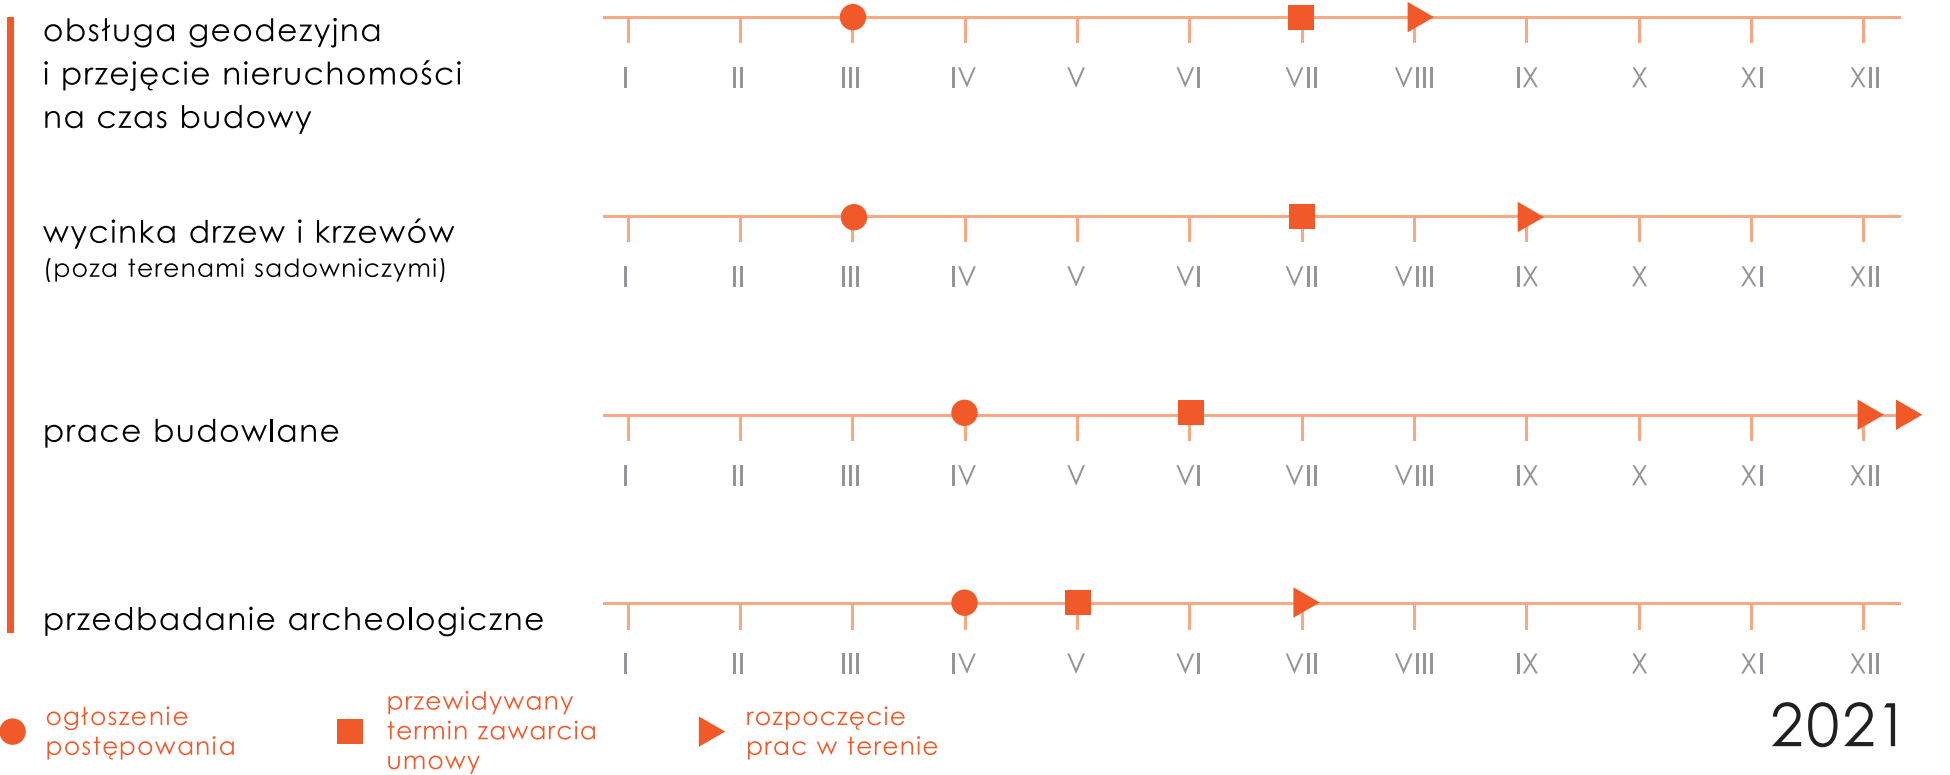 obsługa geodezyjna
i przejęcie nieruchomości
na czas budowy
I II III IV V VI VII VIII IX X XI XII
wycinka drzew i krzewów
(poza terenami sadowniczymi)
I II III IV V VI VII VIII IX X XI XII
prace budowlane
I II III IV V VI VII VIII IX X XI XII
przedbadanie archeologiczne
I II III IV V VI VII VIII IX X XI XII
ogłoszenie
postępowania
przewidywany
termin zawarcia
umowy
rozpoczęcie
prac w terenie
2021